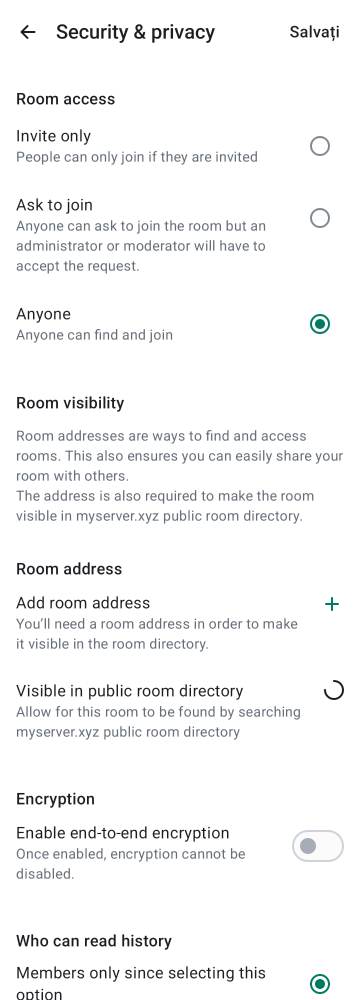 Security & privacy
Salvați
Room access
Invite only
People can only join if they are invited
Ask to join
Anyone can ask to join the room but an
administrator or moderator will have to
accept the request.
Anyone
Anyone can find and join
Room visibility
Room addresses are ways to find and access
rooms. This also ensures you can easily share your
room with others.
The address is also required to make the room
visible in myserver.xyz public room directory.
Room address
Add room address
You’ll need a room address in order to make
it visible in the room directory.
Visible in public room directory
Allow for this room to be found by searching
myserver.xyz public room directory
Encryption
Enable end-to-end encryption
Once enabled, encryption cannot be
disabled.
Who can read history
Members only since selecting this
option